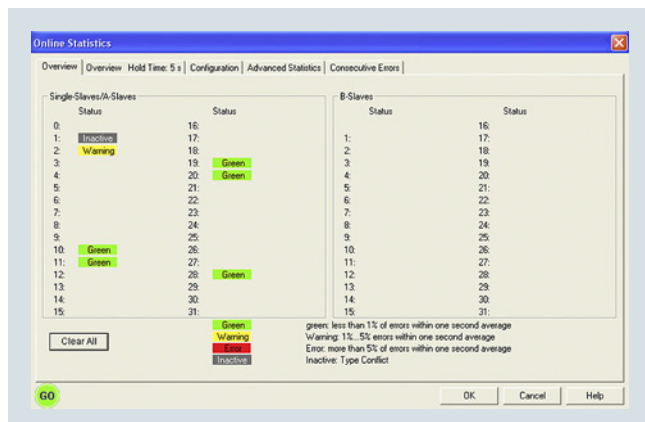 Online Statistics
Overview Overview Hold Time: 5 s Configuration Advanced Statistics Consecutive Errors
Single-Slaves/A-Slaves B-Slaves
Status Status Status Status
0: 16: 16:
1: Inactive 17: 1: 17:
2: Warning 18: 2: 18:
3: 19: Green 3: 19:
4: 20: Green 4: 20:
5: 21: 5: 21:
6: 22: 6: 22:
7: 23: 7: 23:
8: 24: 8: 24:
9: 25: 9: 25:
10: Green 26: 10: 26:
11: Green 27: 11: 27:
12: 28: Green 12: 28:
13: 29: 13: 29:
14: 30: 14: 30:
15: 31: 15: 31:
Green green: less than 1% of errors within one second average
Clear All Warning Warning: 1%...5% errors within one second average
Error Error: more than 5% of errors within one second average
Inactive Inactive: Type Conflict
GO OK Cancel Help